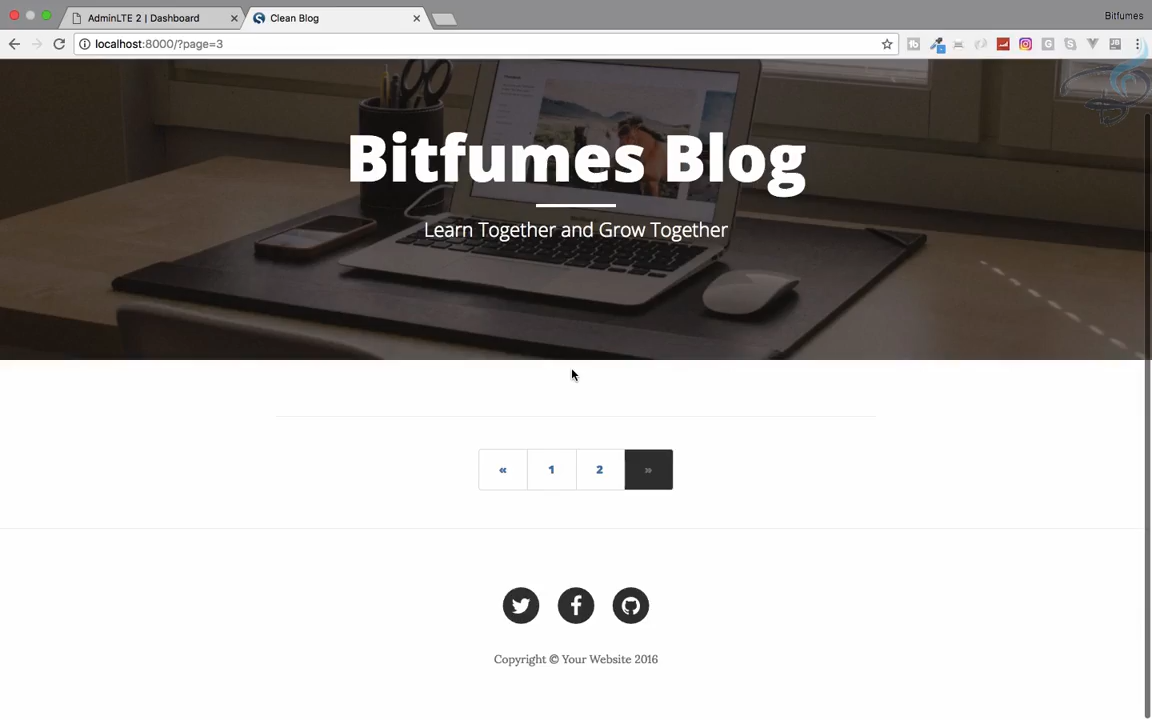 AdminLTE 2 | Dashboard
Clean Blog
Bitfumes
localhost:8000/?page=3
Bitfumes Blog
Learn Together and Grow Together
« 1 2 »
Copyright © Your Website 2016